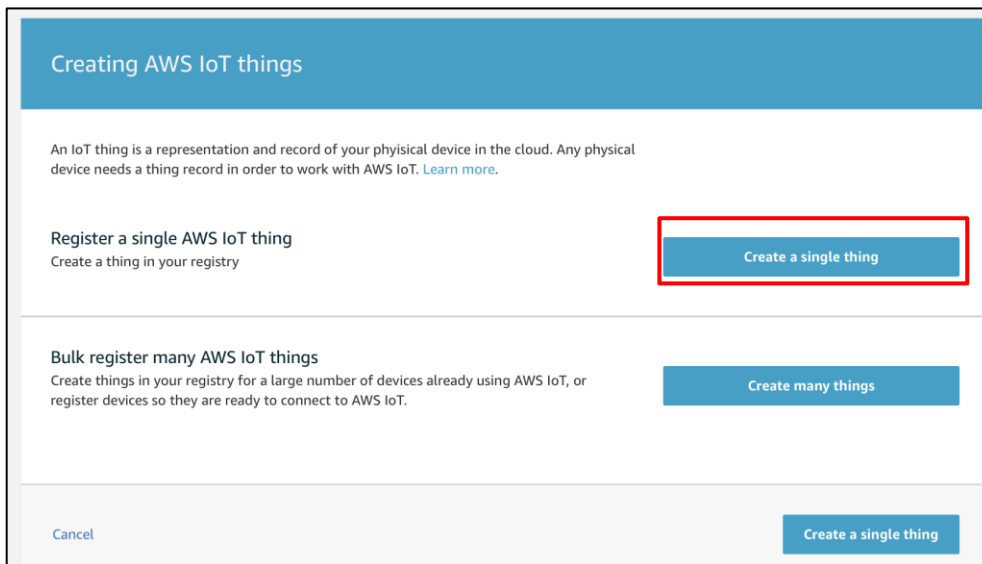 Creating AWS IoT things
An IoT thing is a representation and record of your phyisical device in the cloud. Any physical
device needs a thing record in order to work with AWS IoT. Learn more.
Register a single AWS IoT thing
Create a thing in your registry
Create a single thing
Bulk register many AWS IoT things
Create things in your registry for a large number of devices already using AWS IoT, or
register devices so they are ready to connect to AWS IoT.
Create many things
Cancel
Create a single thing